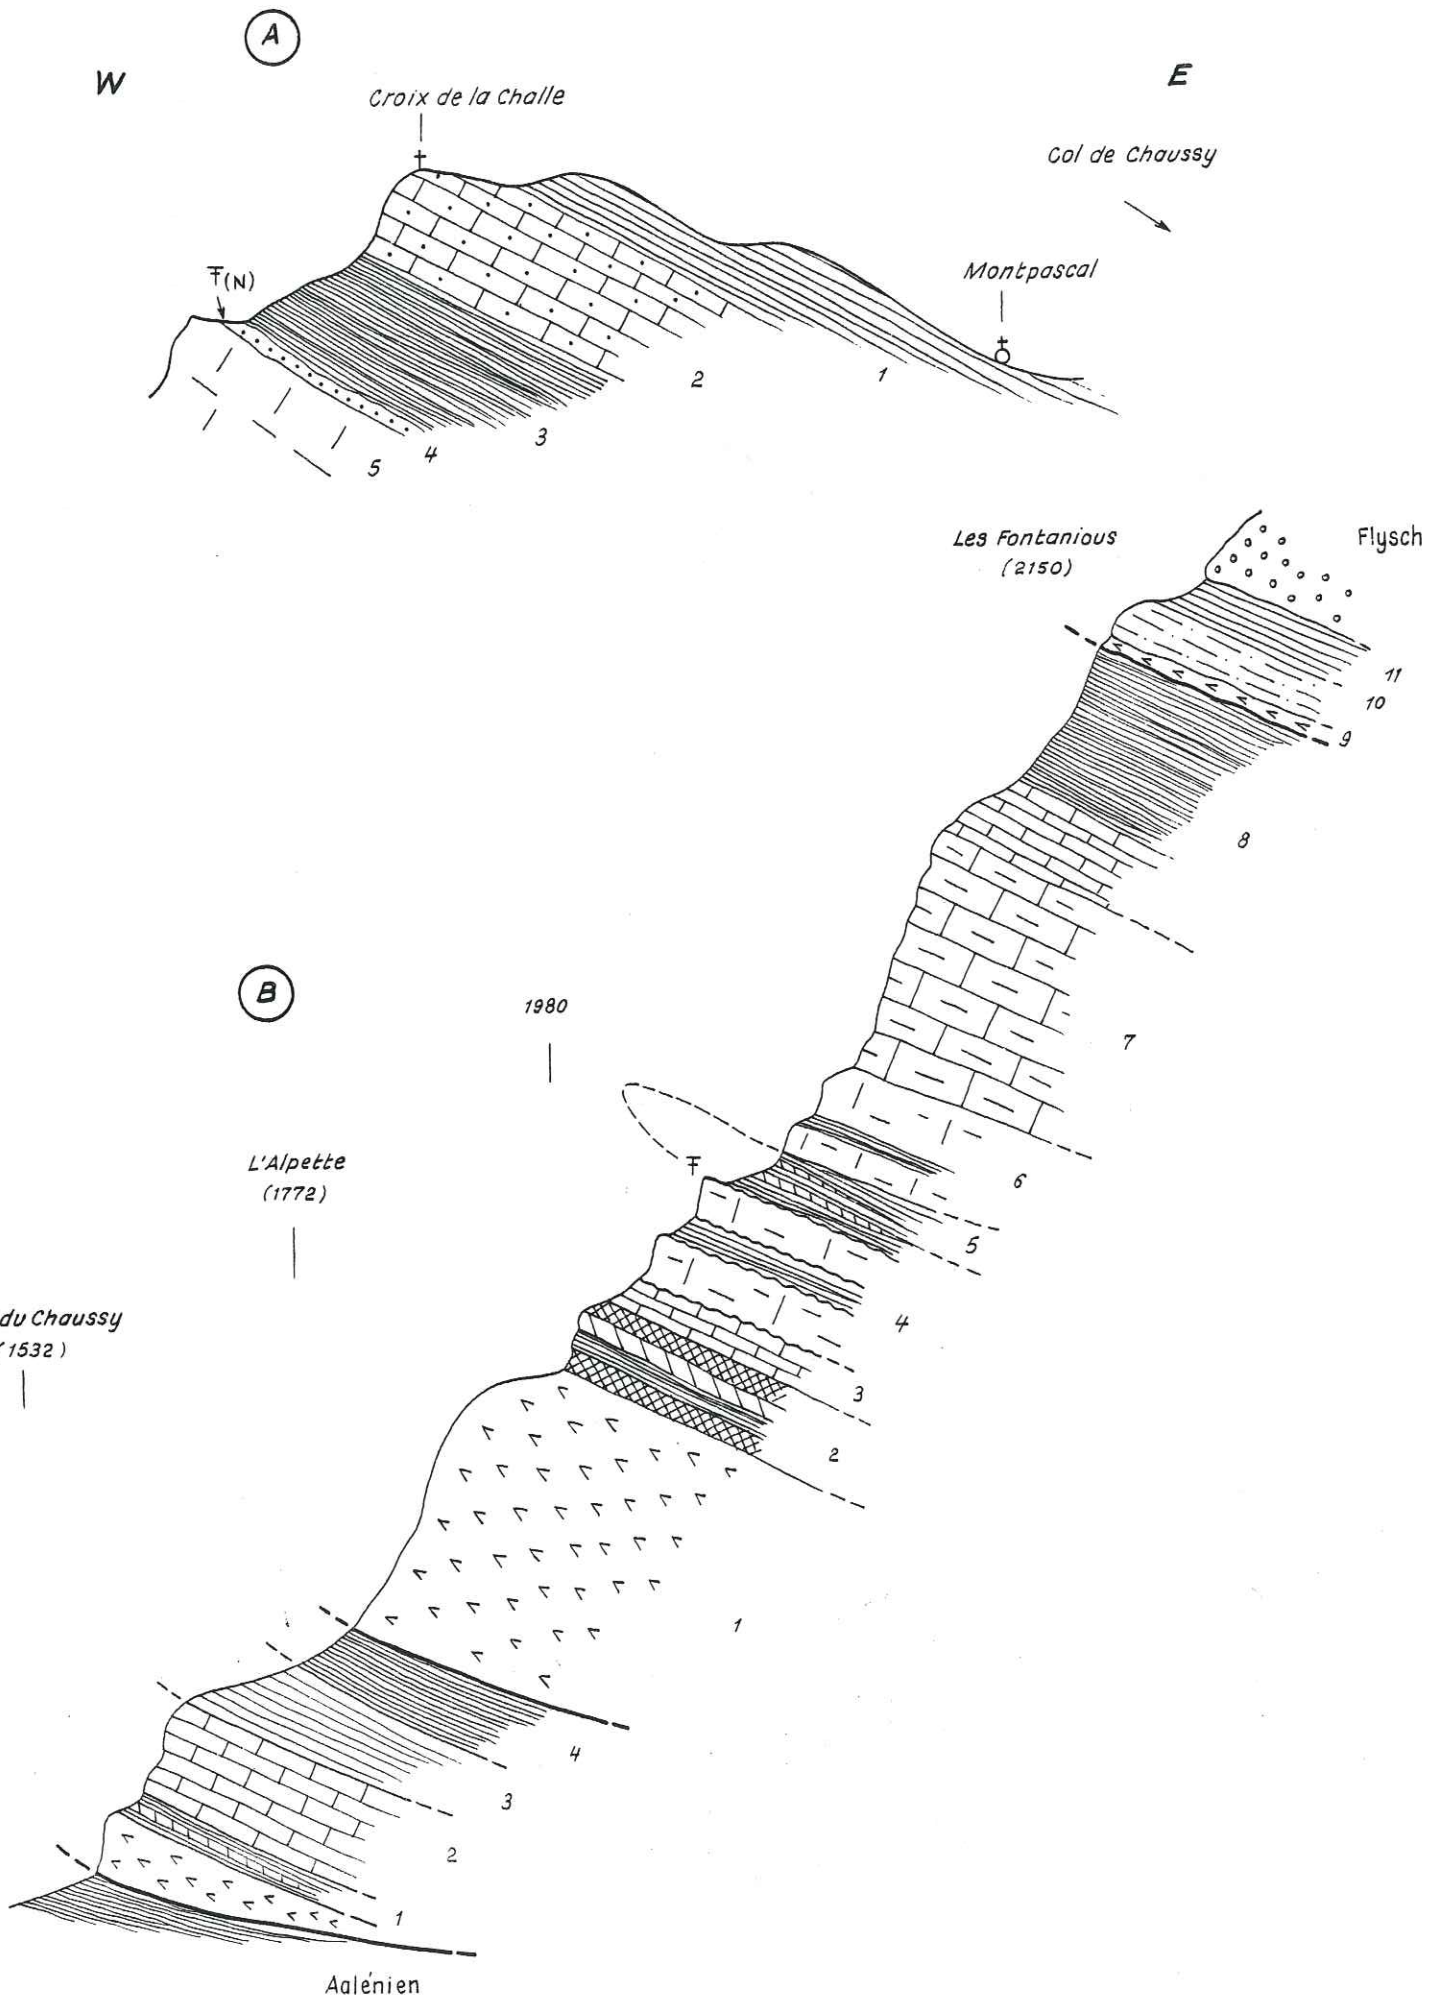 A
W
E
Croix de la Challe
Col de Chaussy
Montpascal
Ŧ(N)
1
2
3
4
5
Les Fontanious
(2150)
Flysch
11
10
9
8
B
1980
7
L'Alpette
(1772)
Ŧ
6
5
du Chaussy
(1532)
4
3
2
1
4
3
2
1
Aalénien